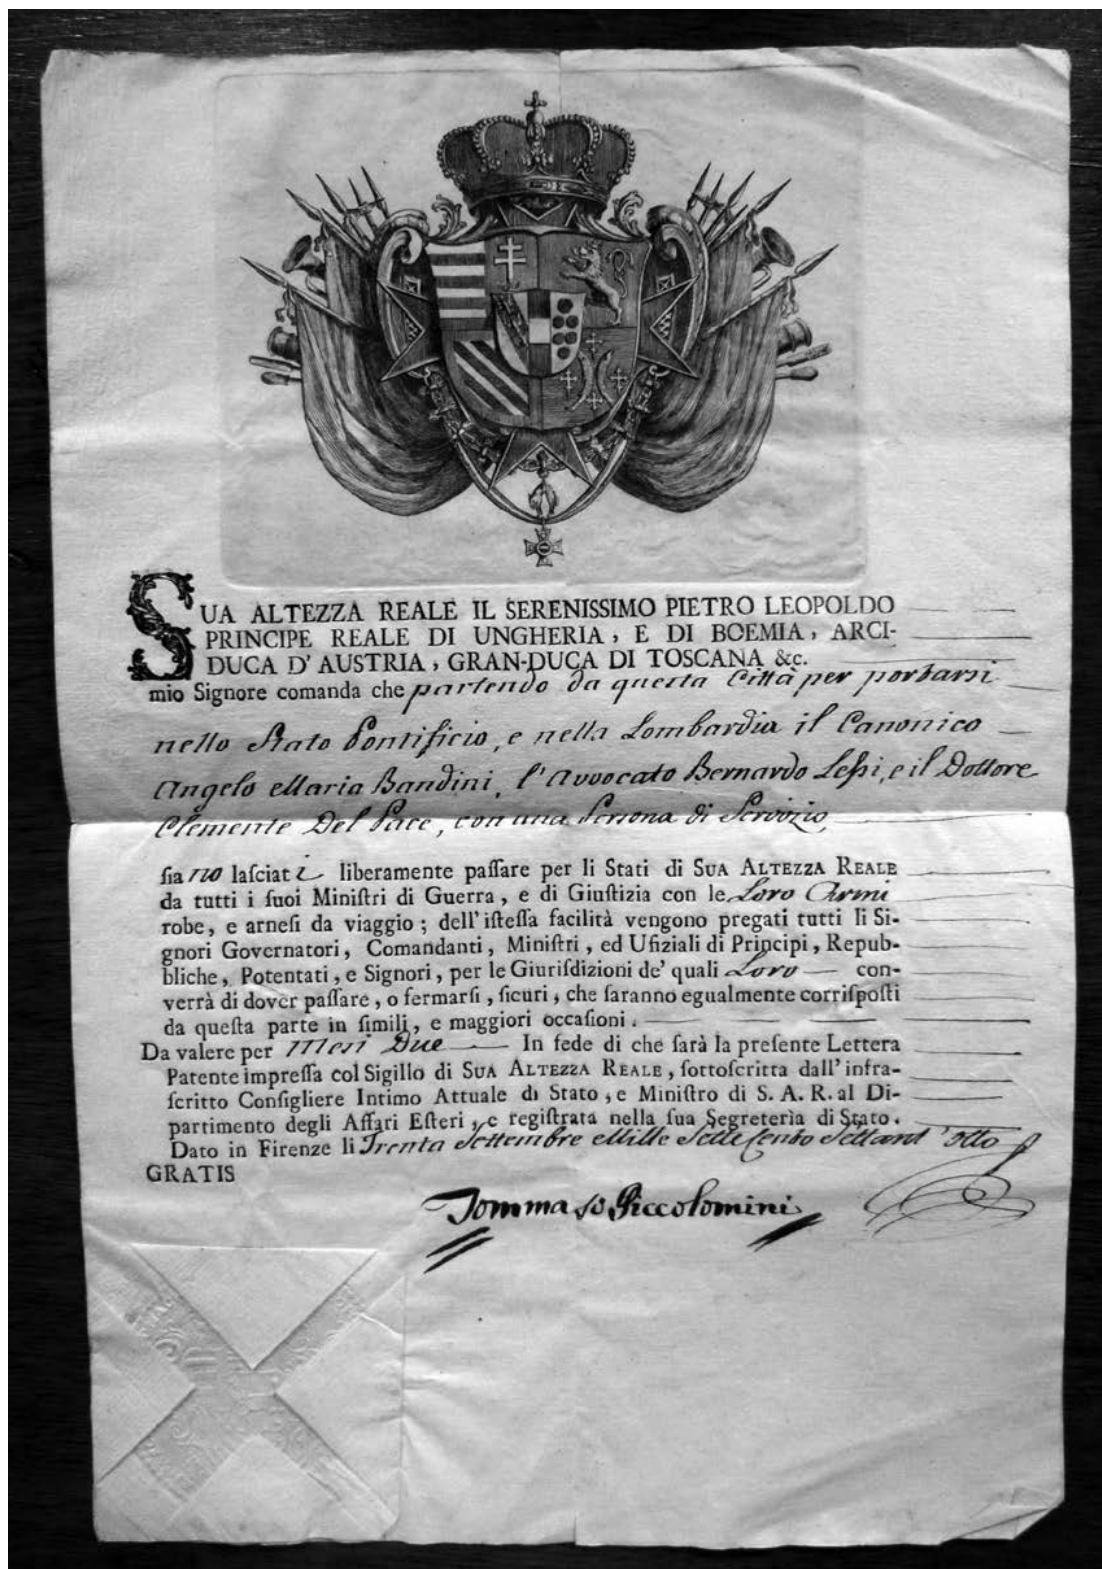 SUA ALTEZZA REALE IL SERENISSIMO PIETRO LEOPOLDO
PRINCIPE REALE DI UNGHERIA, E DI BOEMIA, ARCI-
DUCA D' AUSTRIA, GRAN-DUCA DI TOSCANA &c.
mio Signore comanda che partendo da questa Città per portarsi
nello Stato Pontificio, e nella Lombardia il Canonico
Angelo Maria Bandini, l'Avvocato Bernardo Leſsi, e il Dottore
Clemente Del Pace, con una Persona di Servizio
ſia no laſciat i liberamente paſſare per li Stati di SUA ALTEZZA REALE
da tutti i ſuoi Miniſtri di Guerra, e di Giuſtizia con le Loro Armi
robe, e arneſi da viaggio; dell'iſteſſa facilità vengono pregati tutti li Si-
gnori Governatori, Comandanti, Miniſtri, ed Ufiziali di Principi, Repub-
bliche, Potentati, e Signori, per le Giuriſdizioni de' quali Loro con-
verrà di dover paſſare, o fermarſi, ſicuri, che ſaranno egualmente corriſpoſti
da queſta parte in ſimili, e maggiori occaſioni.
Da valere per Mesi Due In fede di che ſarà la preſente Lettera
Patente impreſſa col Sigillo di SUA ALTEZZA REALE, ſottoſcritta dall'infra-
ſcritto Conſigliere Intimo Attuale di Stato, e Miniſtro di S. A. R. al Di-
partimento degli Affari Eſteri, e regiſtrata nella ſua Segreterìa di Stato.
Dato in Firenze li Trenta Settembre Mille Sette Cento Settant' otto
GRATIS
Tommaso Piccolomini